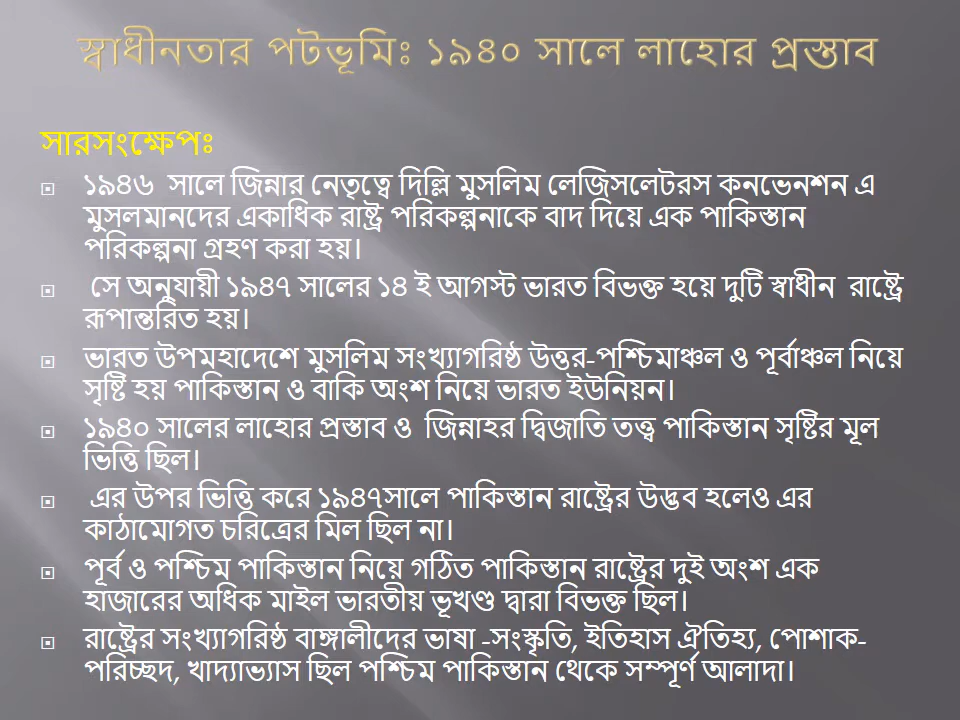 স্বাধীনতার পটভূমিঃ ১৯৪০ সালে লাহোর প্রস্তাব
সারসংক্ষেপঃ
১৯৪৬ সালে জিন্নার নেতৃত্বে দিল্লি মুসলিম লেজিসলেটরস কনভেনশন এ
মুসলমানদের একাধিক রাষ্ট্র পরিকল্পনাকে বাদ দিয়ে এক পাকিস্তান
পরিকল্পনা গ্রহণ করা হয়।
সে অনুযায়ী ১৯৪৭ সালের ১৪ ই আগস্ট ভারত বিভক্ত হয়ে দুটি স্বাধীন রাষ্ট্রে
রূপান্তরিত হয়।
ভারত উপমহাদেশে মুসলিম সংখ্যাগরিষ্ঠ উত্তর-পশ্চিমাঞ্চল ও পূর্বাঞ্চল নিয়ে
সৃষ্টি হয় পাকিস্তান ও বাকি অংশ নিয়ে ভারত ইউনিয়ন।
১৯৪০ সালের লাহোর প্রস্তাব ও জিন্নাহর দ্বিজাতি তত্ত্ব পাকিস্তান সৃষ্টির মূল
ভিত্তি ছিল।
এর উপর ভিত্তি করে ১৯৪৭সালে পাকিস্তান রাষ্ট্রের উদ্ভব হলেও এর
কাঠামোগত চরিত্রের মিল ছিল না।
পূর্ব ও পশ্চিম পাকিস্তান নিয়ে গঠিত পাকিস্তান রাষ্ট্রের দুই অংশ এক
হাজারের অধিক মাইল ভারতীয় ভূখণ্ড দ্বারা বিভক্ত ছিল।
রাষ্ট্রের সংখ্যাগরিষ্ঠ বাঙ্গালীদের ভাষা -সংস্কৃতি, ইতিহাস ঐতিহ্য, পোশাক-
পরিচ্ছদ, খাদ্যাভ্যাস ছিল পশ্চিম পাকিস্তান থেকে সম্পূর্ণ আলাদা।